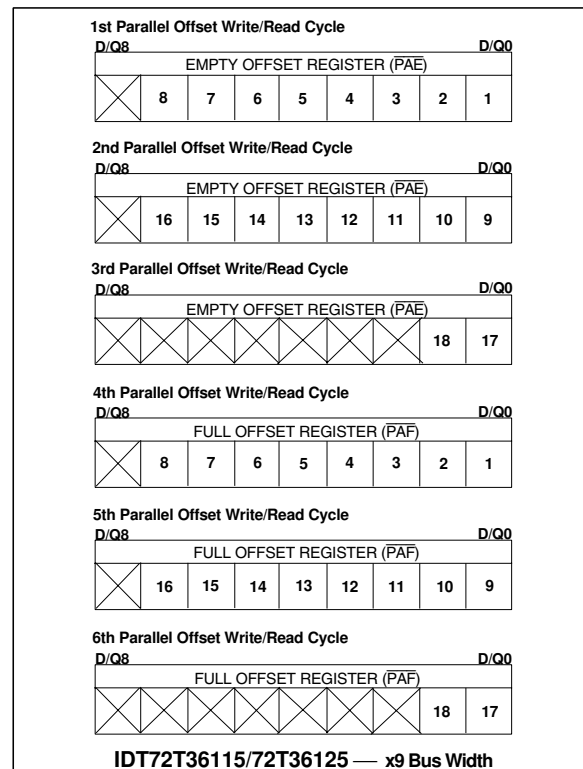 1st Parallel Offset Write/Read Cycle
D/Q8 D/Q0
EMPTY OFFSET REGISTER (PAE)
8 7 6 5 4 3 2 1
2nd Parallel Offset Write/Read Cycle
D/Q8 D/Q0
EMPTY OFFSET REGISTER (PAE)
16 15 14 13 12 11 10 9
3rd Parallel Offset Write/Read Cycle
D/Q8 D/Q0
EMPTY OFFSET REGISTER (PAE)
18 17
4th Parallel Offset Write/Read Cycle
D/Q8 D/Q0
FULL OFFSET REGISTER (PAF)
8 7 6 5 4 3 2 1
5th Parallel Offset Write/Read Cycle
D/Q8 D/Q0
FULL OFFSET REGISTER (PAF)
16 15 14 13 12 11 10 9
6th Parallel Offset Write/Read Cycle
D/Q8 D/Q0
FULL OFFSET REGISTER (PAF)
18 17
IDT72T36115/72T36125 — x9 Bus Width